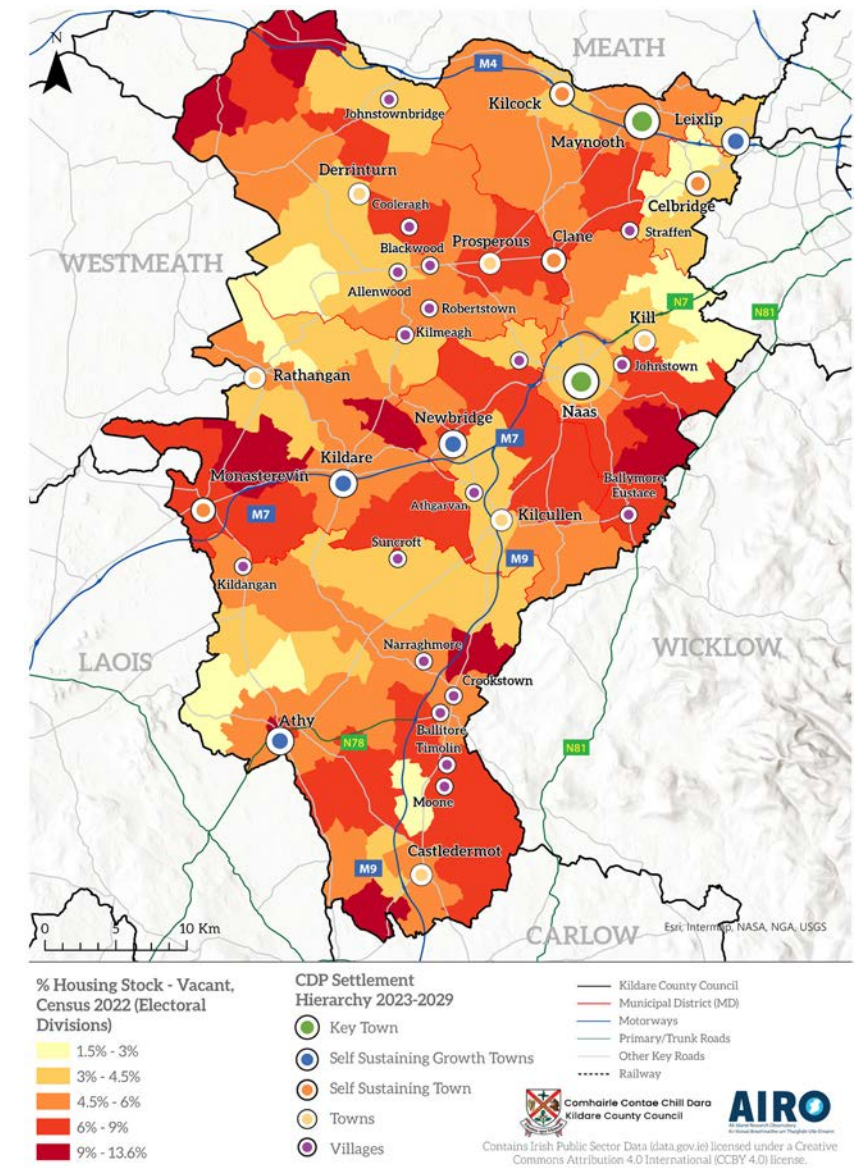 N
MEATH
M4
Kilcock
Leixlip
Maynooth
Johnstownbridge
Derrinturn
Celbridge
Cooleragh
Straffen
Blackwood
Prosperous
Clane
WESTMEATH
Allenwood
N7
N81
Robertstown
Kill
Kilmeagh
Johnstown
Rathangan
Naas
Newbridge
M7
Kildare
Monasterevin
Ballymore
Eustace
Athgarvan
M7
Kilcullen
Suncroft
M9
Kildangan
Narraghmore
WICKLOW
LAOIS
Crookstown
Athy
Ballitore
N78
Timolin
N81
Moone
Castledermot
M9
0 5 10 Km
CARLOW
Esri, Intermap, NASA, NGA, USGS
% Housing Stock - Vacant,
Census 2022 (Electoral
Divisions)
1.5% - 3%
3% - 4.5%
4.5% - 6%
6% - 9%
9% - 13.6%
CDP Settlement
Hierarchy 2023-2029
Key Town
Self Sustaining Growth Towns
Self Sustaining Town
Towns
Villages
Kildare County Council
Municipal District (MD)
Motorways
Primary/Trunk Roads
Other Key Roads
Railway
Comhairle Contae Chill Dara
Kildare County Council
AIRO
Contains Irish Public Sector Data (data.gov.ie) licensed under a Creative
Commons Attribution 4.0 International (CCBY 4.0) license.